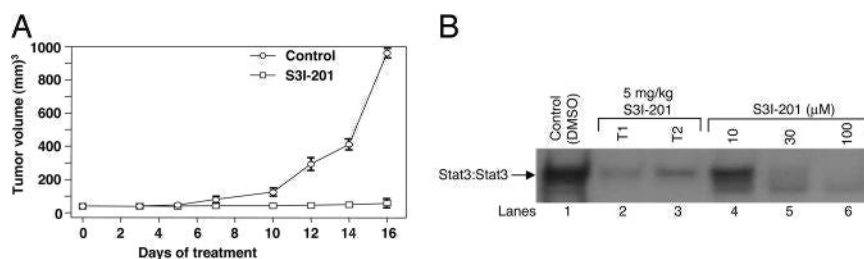 A
Tumor volume (mm)³
1000
800
600
400
200
0
Control
S3I-201
0 2 4 6 8 10 12 14 16
Days of treatment
B
Control
(DMSO)
5 mg/kg
S3I-201
T1
T2
S3I-201 (μM)
10
30
100
Stat3:Stat3
Lanes 1 2 3 4 5 6